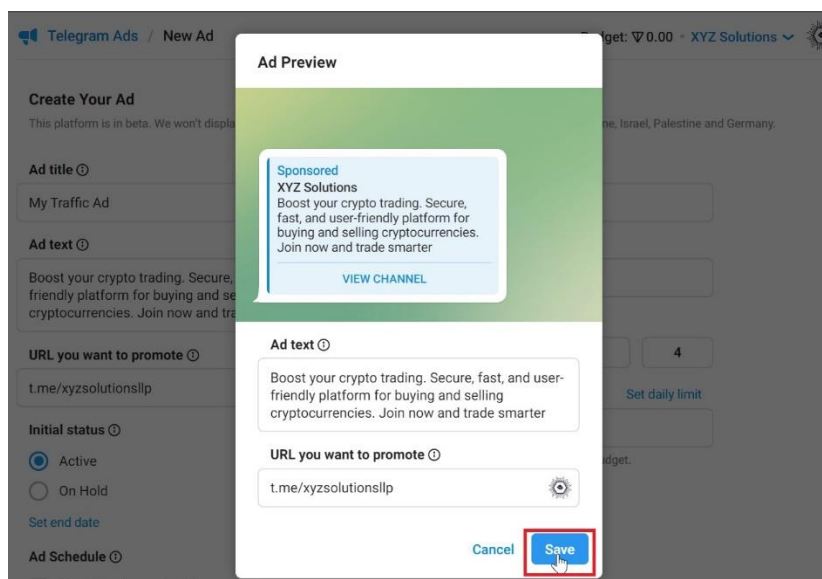 Telegram Ads / New Ad
get: 0.00 XYZ Solutions
Create Your Ad
This platform is in beta. We won't displa
ne, Israel, Palestine and Germany.
Ad title
My Traffic Ad
Ad text
Boost your crypto trading. Secure,
friendly platform for buying and se
cryptocurrencies. Join now and tra
URL you want to promote
t.me/xyzsolutionsllp
Initial status
Active
On Hold
Set end date
Ad Schedule
4
Set daily limit
dget.
Ad Preview
Sponsored
XYZ Solutions
Boost your crypto trading. Secure,
fast, and user-friendly platform for
buying and selling cryptocurrencies.
Join now and trade smarter
VIEW CHANNEL
Ad text
Boost your crypto trading. Secure, fast, and user-
friendly platform for buying and selling
cryptocurrencies. Join now and trade smarter
URL you want to promote
t.me/xyzsolutionsllp
Cancel Save